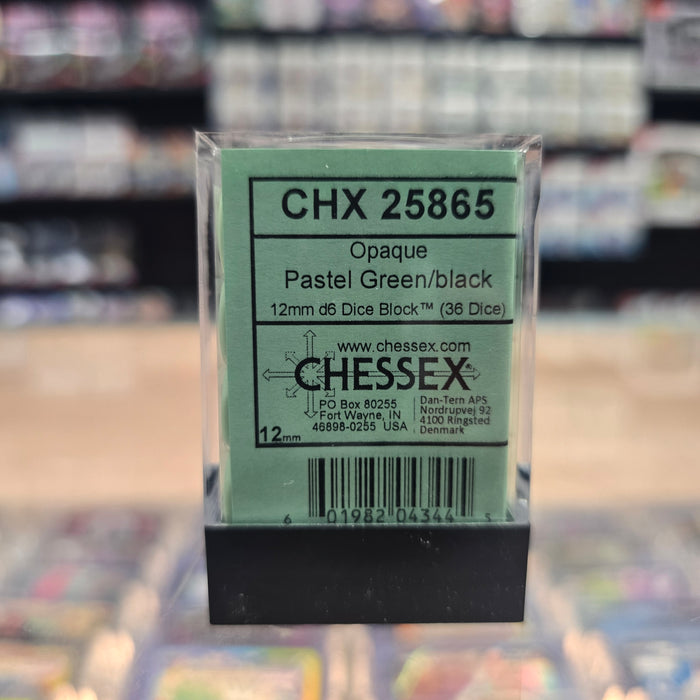 CHX 25865
Opaque
Pastel Green/black
12mm d6 Dice Block™ (36 Dice)
www.chessex.com
CHESSEX
PO Box 80255
Fort Wayne, IN
46898-0255 USA
Dan-Tern APS
Nordrupvej 92
4100 Ringsted
Denmark
12mm
6 01982 04344 5